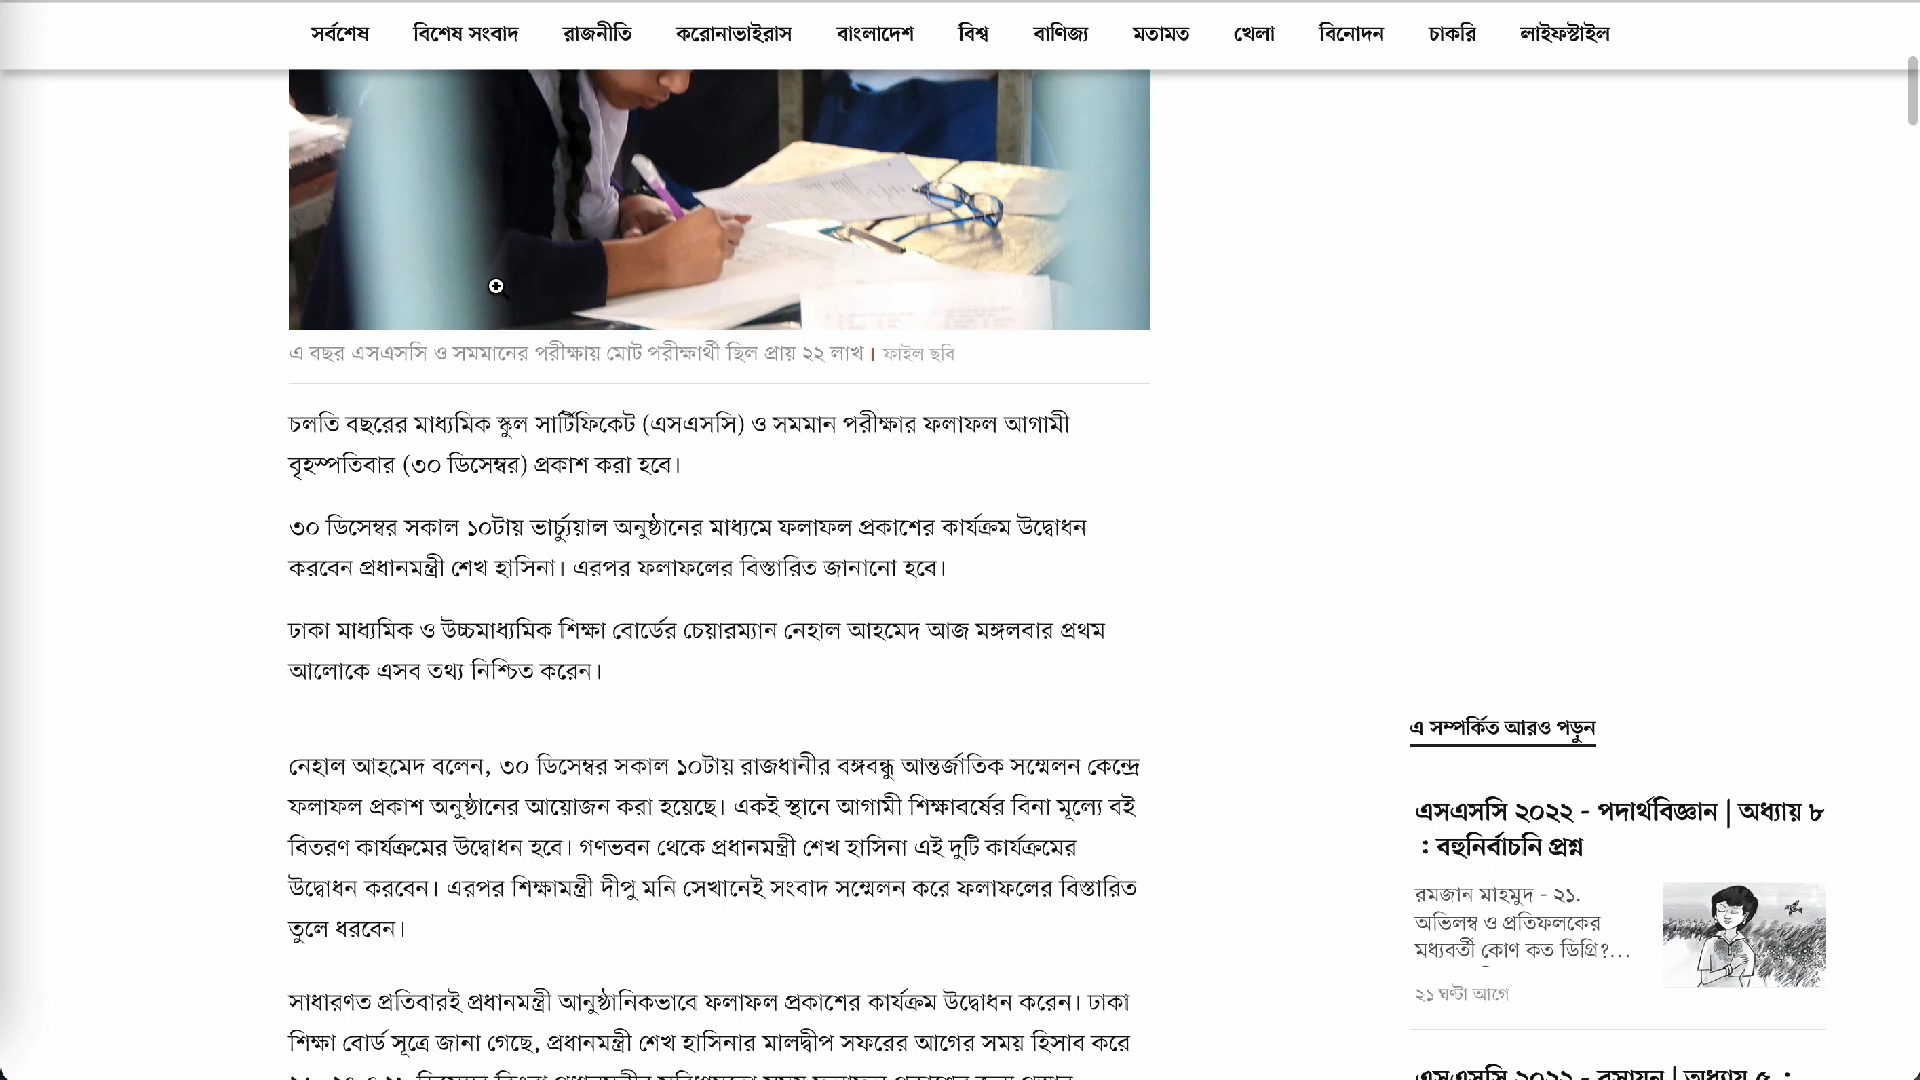 সর্বশেষ বিশেষ সংবাদ রাজনীতি করোনাভাইরাস বাংলাদেশ বিশ্ব বাণিজ্য মতামত খেলা বিনোদন চাকরি লাইফস্টাইল
এ বছর এসএসসি ও সমমানের পরীক্ষায় মোট পরীক্ষার্থী ছিল প্রায় ২২ লাখ । ফাইল ছবি
চলতি বছরের মাধ্যমিক স্কুল সার্টিফিকেট (এসএসসি) ও সমমান পরীক্ষার ফলাফল আগামী
বৃহস্পতিবার (৩০ ডিসেম্বর) প্রকাশ করা হবে।
৩০ ডিসেম্বর সকাল ১০টায় ভার্চ্যুয়াল অনুষ্ঠানের মাধ্যমে ফলাফল প্রকাশের কার্যক্রম উদ্বোধন
করবেন প্রধানমন্ত্রী শেখ হাসিনা। এরপর ফলাফলের বিস্তারিত জানানো হবে।
ঢাকা মাধ্যমিক ও উচ্চমাধ্যমিক শিক্ষা বোর্ডের চেয়ারম্যান নেহাল আহমেদ আজ মঙ্গলবার প্রথম
আলোকে এসব তথ্য নিশ্চিত করেন।
নেহাল আহমেদ বলেন, ৩০ ডিসেম্বর সকাল ১০টায় রাজধানীর বঙ্গবন্ধু আন্তর্জাতিক সম্মেলন কেন্দ্রে
ফলাফল প্রকাশ অনুষ্ঠানের আয়োজন করা হয়েছে। একই স্থানে আগামী শিক্ষাবর্ষের বিনা মূল্যে বই
বিতরণ কার্যক্রমের উদ্বোধন হবে। গণভবন থেকে প্রধানমন্ত্রী শেখ হাসিনা এই দুটি কার্যক্রমের
উদ্বোধন করবেন। এরপর শিক্ষামন্ত্রী দীপু মনি সেখানেই সংবাদ সম্মেলন করে ফলাফলের বিস্তারিত
তুলে ধরবেন।
সাধারণত প্রতিবারই প্রধানমন্ত্রী আনুষ্ঠানিকভাবে ফলাফল প্রকাশের কার্যক্রম উদ্বোধন করেন। ঢাকা
শিক্ষা বোর্ড সূত্রে জানা গেছে, প্রধানমন্ত্রী শেখ হাসিনার মালদ্বীপ সফরের আগের সময় হিসাব করে
এ সম্পর্কিত আরও পড়ুন
এসএসসি ২০২২ - পদার্থবিজ্ঞান | অধ্যায় ৮
: বহুনির্বাচনি প্রশ্ন
রমজান মাহমুদ - ২১.
অভিলম্ব ও প্রতিফলকের
মধ্যবর্তী কোণ কত ডিগ্রি?...
২১ ঘণ্টা আগে
এসএসসি ২০২২ - রসায়ন | অধ্যায় ৫ :